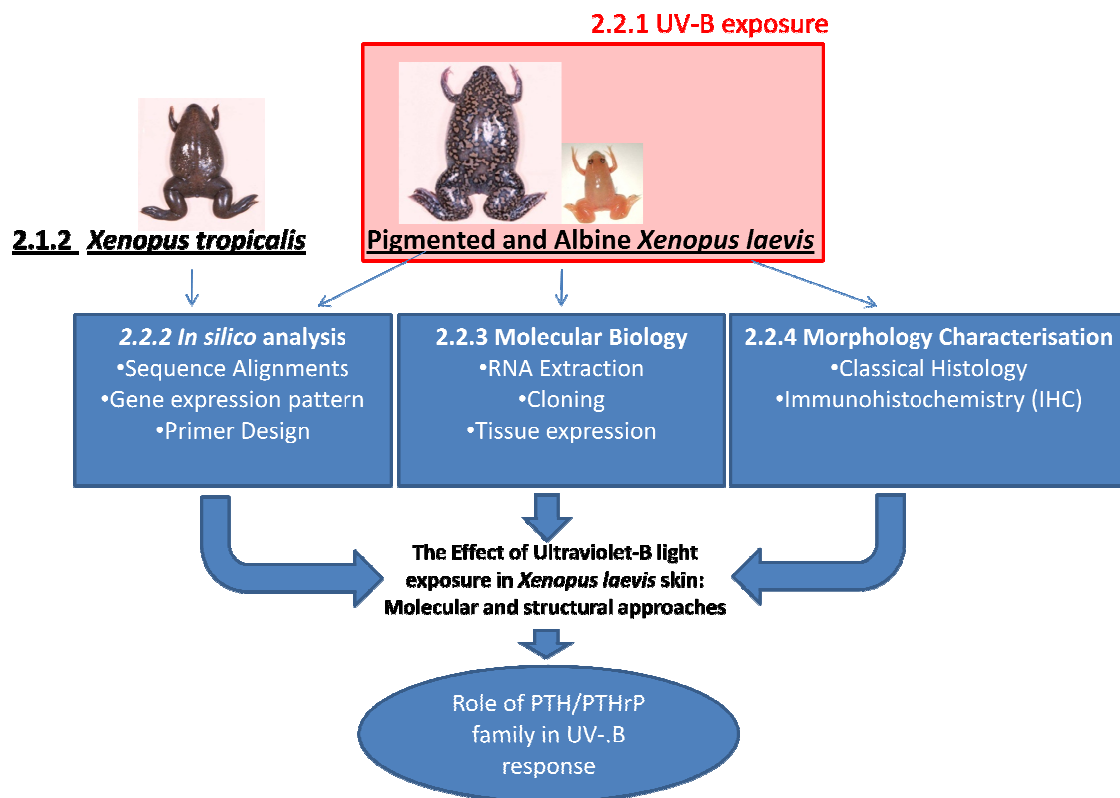 2.2.1 UV-B exposure
2.1.2 Xenopus tropicalis
Pigmented and Albine Xenopus laevis
2.2.2 In silico analysis
•Sequence Alignments
•Gene expression pattern
•Primer Design
2.2.3 Molecular Biology
•RNA Extraction
•Cloning
•Tissue expression
2.2.4 Morphology Characterisation
•Classical Histology
•Immunohistochemistry (IHC)
The Effect of Ultraviolet-B light
exposure in Xenopus laevis skin:
Molecular and structural approaches
Role of PTH/PTHrP
family in UV-.B
response